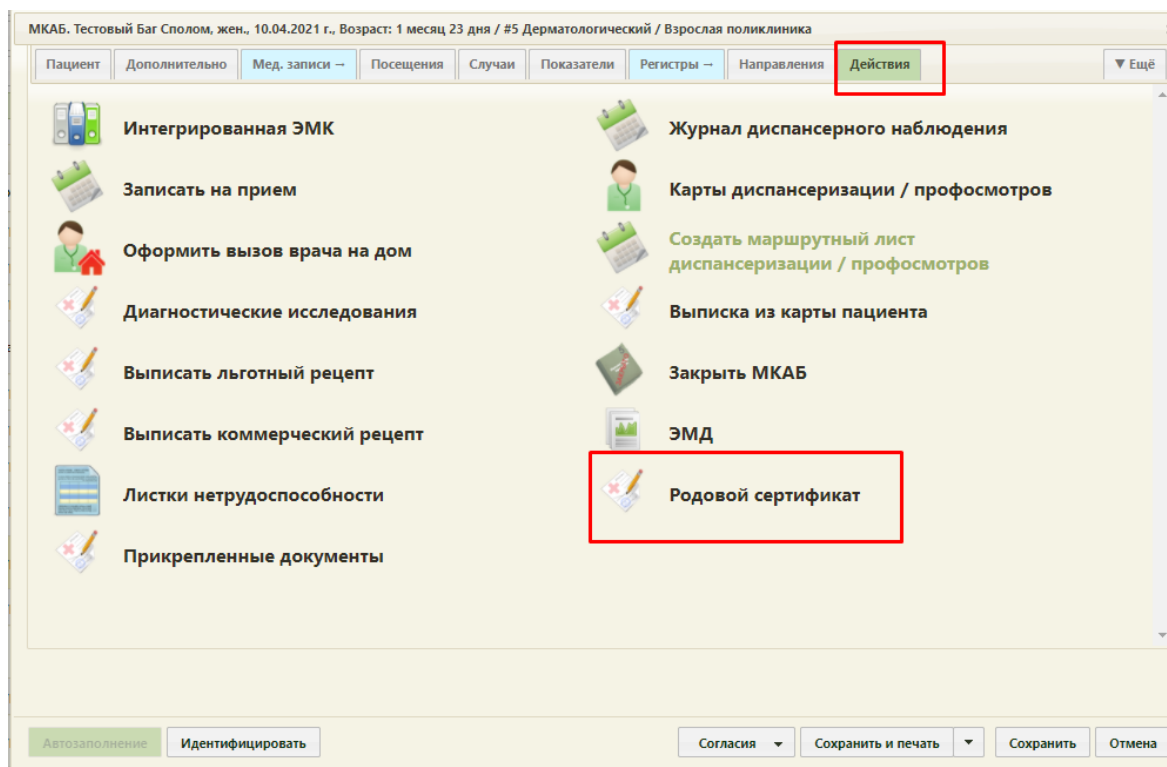 МКАБ. Тестовый Баг Сполом, жен., 10.04.2021 г., Возраст: 1 месяц 23 дня / #5 Дерматологический / Взрослая поликлиника
Пациент Дополнительно Мед. записи → Посещения Случаи Показатели Регистры → Направления Действия ▼ Ещё
Интегрированная ЭМК
Журнал диспансерного наблюдения
Записать на прием
Карты диспансеризации / профосмотров
Оформить вызов врача на дом
Создать маршрутный лист
диспансеризации / профосмотров
Диагностические исследования
Выписка из карты пациента
Выписать льготный рецепт
Закрыть МКАБ
Выписать коммерческий рецепт
ЭМД
Листки нетрудоспособности
Родовой сертификат
Прикрепленные документы
Автозаполнение Идентифицировать Согласия Сохранить и печать Сохранить Отмена